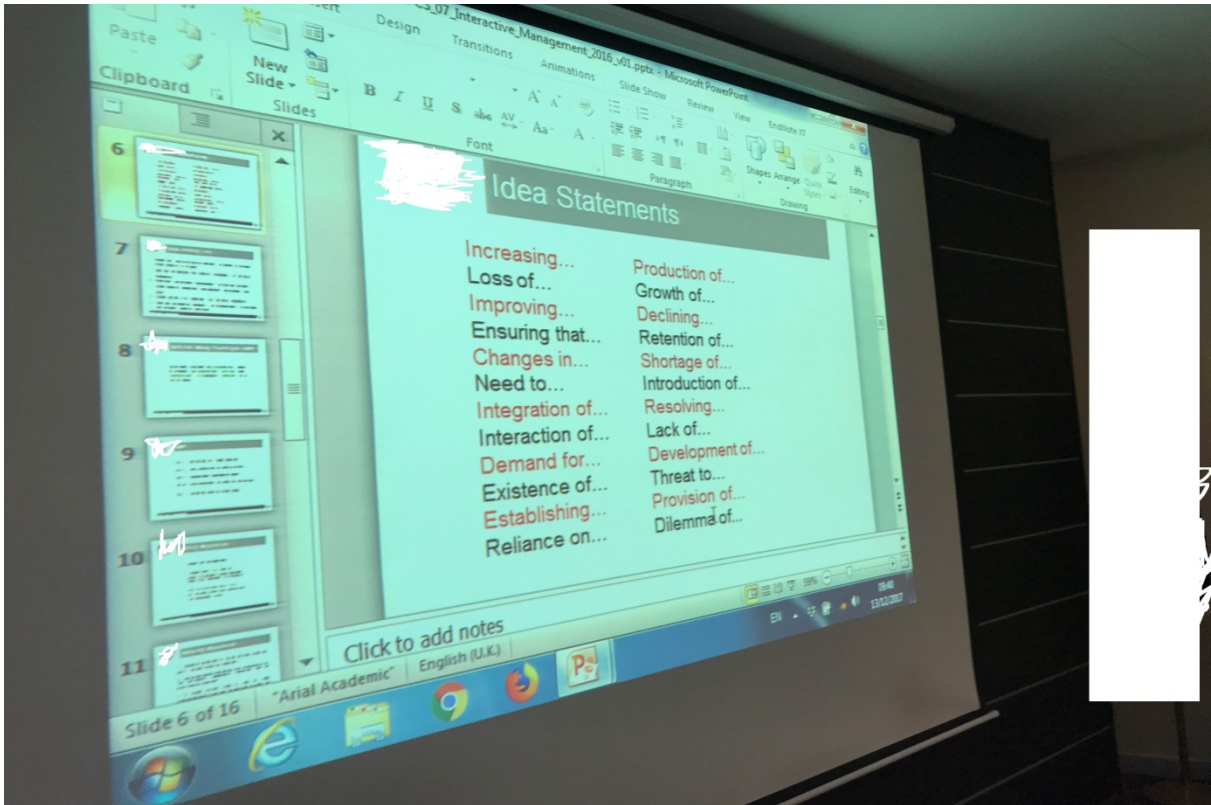 _07_Interactive_Management_2016_v01.pptx - Microsoft PowerPoint
Design Transitions Animations Slide Show Review View EndNote X7
Paste
New
Slide
Clipboard
Slides
Font
Paragraph
Shapes Arrange Quick
Styles
Drawing
Editing
6
7
8
9
10
11
Idea Statements
Increasing...
Loss of...
Improving...
Ensuring that...
Changes in...
Need to...
Integration of...
Interaction of...
Demand for...
Existence of...
Establishing...
Reliance on...
Production of...
Growth of...
Declining...
Retention of...
Shortage of...
Introduction of...
Resolving...
Lack of...
Development of...
Threat to...
Provision of...
Dilemma of...
Click to add notes
Slide 6 of 16 "Arial Academic" English (U.K.)
59%
EN
09:40
13/12/2017